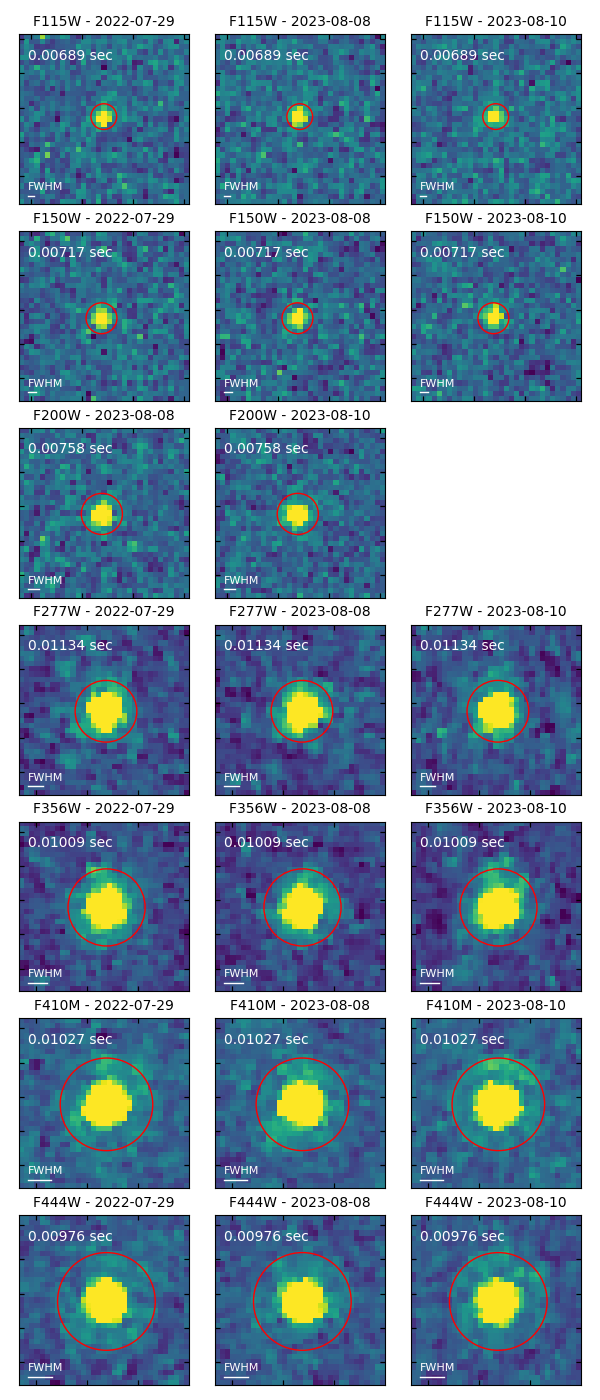 F115W - 2022-07-29
F115W - 2023-08-08
F115W - 2023-08-10
0.00689 sec
0.00689 sec
0.00689 sec
FWHM
FWHM
FWHM
F150W - 2022-07-29
F150W - 2023-08-08
F150W - 2023-08-10
0.00717 sec
0.00717 sec
0.00717 sec
FWHM
FWHM
FWHM
F200W - 2023-08-08
F200W - 2023-08-10
0.00758 sec
0.00758 sec
FWHM
FWHM
F277W - 2022-07-29
F277W - 2023-08-08
F277W - 2023-08-10
0.01134 sec
0.01134 sec
0.01134 sec
FWHM
FWHM
FWHM
F356W - 2022-07-29
F356W - 2023-08-08
F356W - 2023-08-10
0.01009 sec
0.01009 sec
0.01009 sec
FWHM
FWHM
FWHM
F410M - 2022-07-29
F410M - 2023-08-08
F410M - 2023-08-10
0.01027 sec
0.01027 sec
0.01027 sec
FWHM
FWHM
FWHM
F444W - 2022-07-29
F444W - 2023-08-08
F444W - 2023-08-10
0.00976 sec
0.00976 sec
0.00976 sec
FWHM
FWHM
FWHM